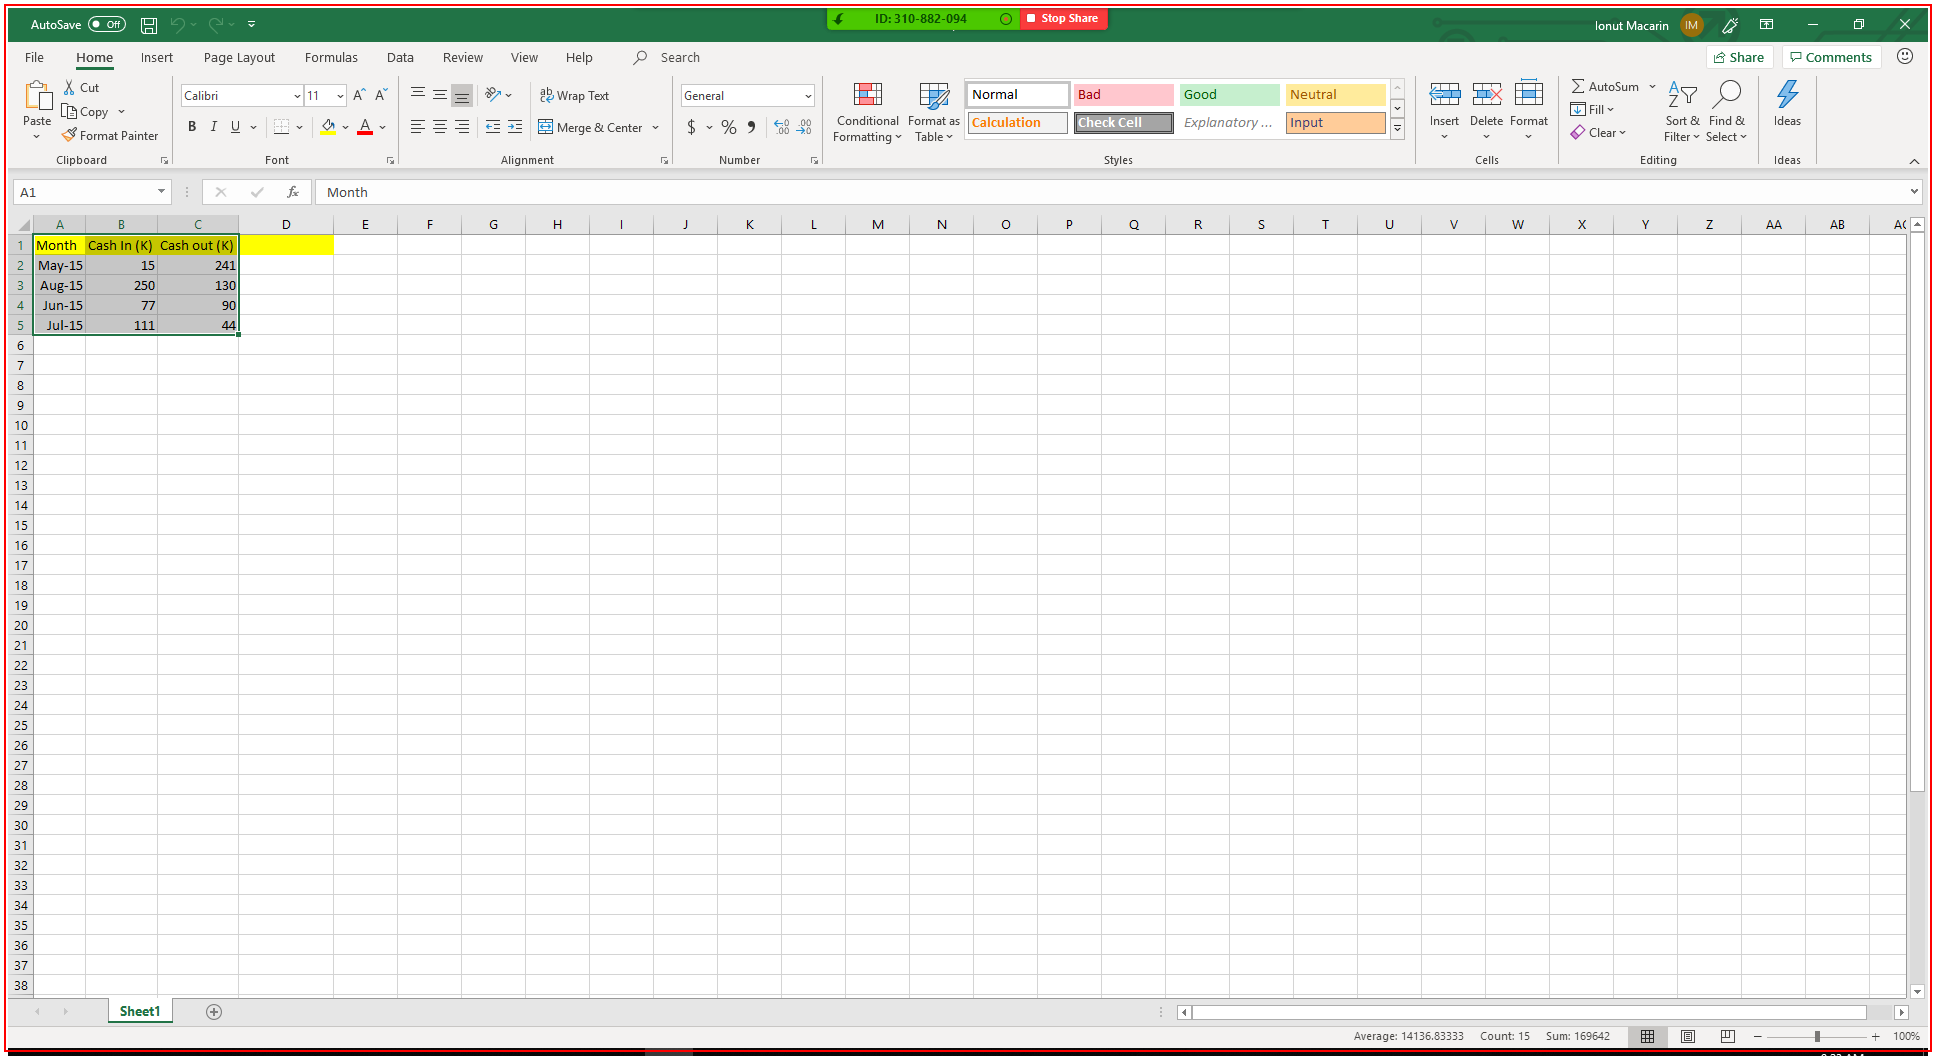 AutoSave Off
ID: 310-882-094 Stop Share
Ionut Macarin IM
File Home Insert Page Layout Formulas Data Review View Help Search
Share Comments
Paste Cut Copy Format Painter Clipboard
Calibri 11 A A B I U A Font
ab Wrap Text Merge & Center Alignment
General $ % Number
Conditional Formatting Format as Table
Normal Bad Good Neutral
Calculation Check Cell Explanatory ... Input
Styles
Insert Delete Format Cells
AutoSum Fill Clear Sort & Filter Find & Select Editing
Ideas Ideas
A1 fx Month
A B C D E F G H I J K L M N O P Q R S T U V W X Y Z AA AB
1 Month Cash In (K) Cash out (K)
2 May-15 15 241
3 Aug-15 250 130
4 Jun-15 77 90
5 Jul-15 111 44
6
7
8
9
10
11
12
13
14
15
16
17
18
19
20
21
22
23
24
25
26
27
28
29
30
31
32
33
34
35
36
37
38
Sheet1
Average: 14136.83333 Count: 15 Sum: 169642 100%